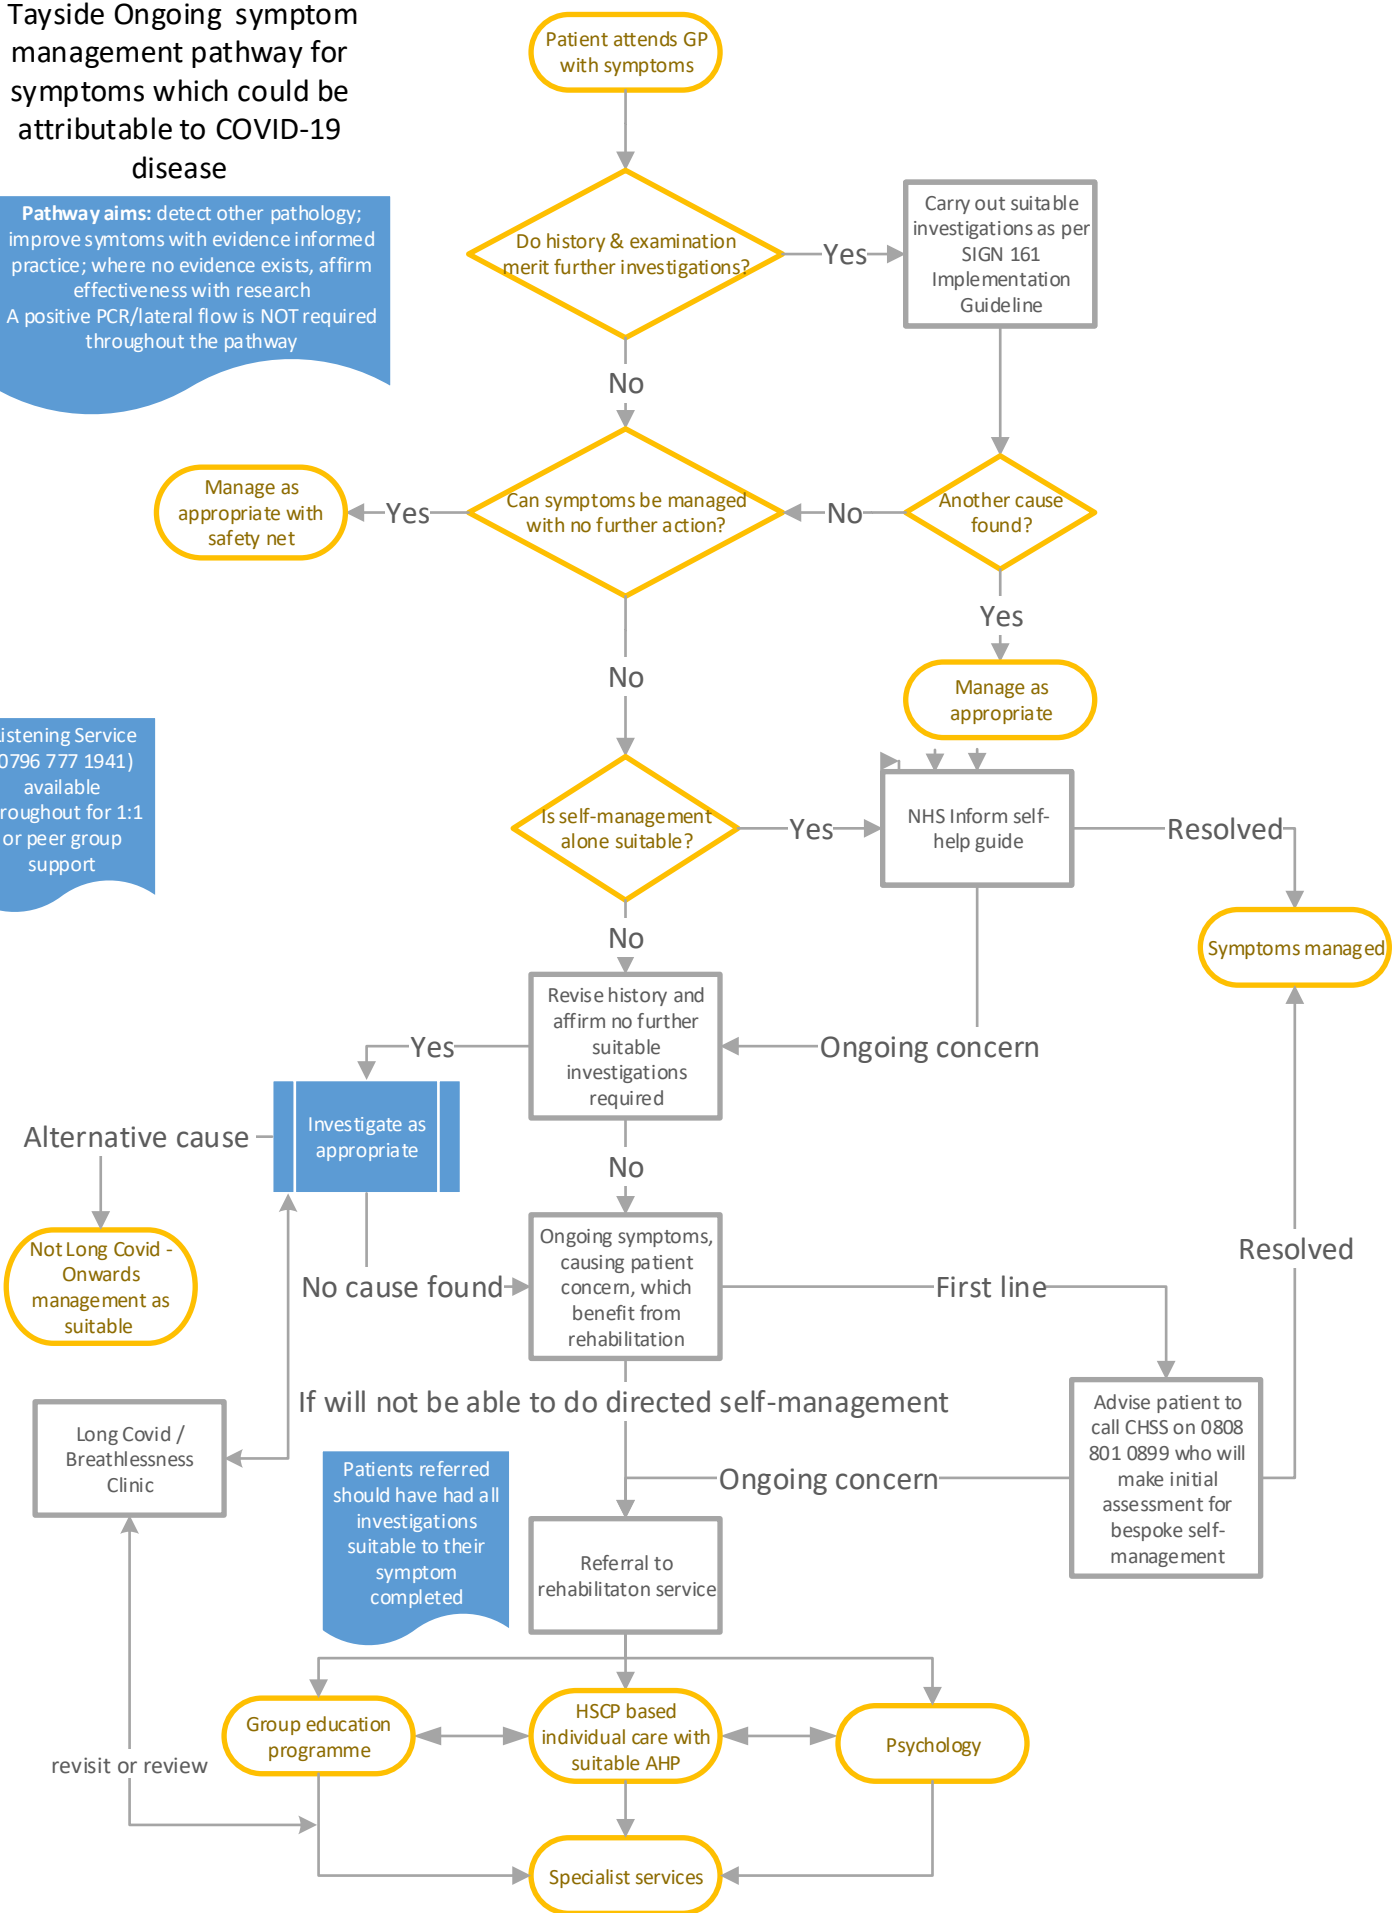 Tayside Ongoing symptom
management pathway for
symptoms which could be
attributable to COVID-19
disease
Patient attends GP
with symptoms
Pathway aims: detect other pathology;
improve symtoms with evidence informed
practice; where no evidence exists, affirm
effectiveness with research
A positive PCR/lateral flow is NOT required
throughout the pathway
Do history & examination
merit further investigations?
Yes
Carry out suitable
investigations as per
SIGN 161
Implementation
Guideline
No
Manage as
appropriate with
safety net
Yes
Can symptoms be managed
with no further action?
No
Another cause
found?
Yes
No
Manage as
appropriate
istening Service
0796 777 1941)
available
roughout for 1:1
or peer group
support
Is self-management
alone suitable?
Yes
NHS Inform self-
help guide
Resolved
No
Symptoms managed
Revise history and
affirm no further
suitable
investigations
required
Yes
Ongoing concern
Investigate as
appropriate
Alternative cause
No
Not Long Covid -
Onwards
management as
suitable
No cause found
Ongoing symptoms,
causing patient
concern, which
benefit from
rehabilitation
First line
Resolved
If will not be able to do directed self-management
Long Covid /
Breathlessness
Clinic
Advise patient to
call CHSS on 0808
801 0899 who will
make initial
assessment for
bespoke self-
management
Patients referred
should have had all
investigations
suitable to their
symptom
completed
Ongoing concern
Referral to
rehabilitaton service
Group education
programme
HSCP based
individual care with
suitable AHP
Psychology
revisit or review
Specialist services